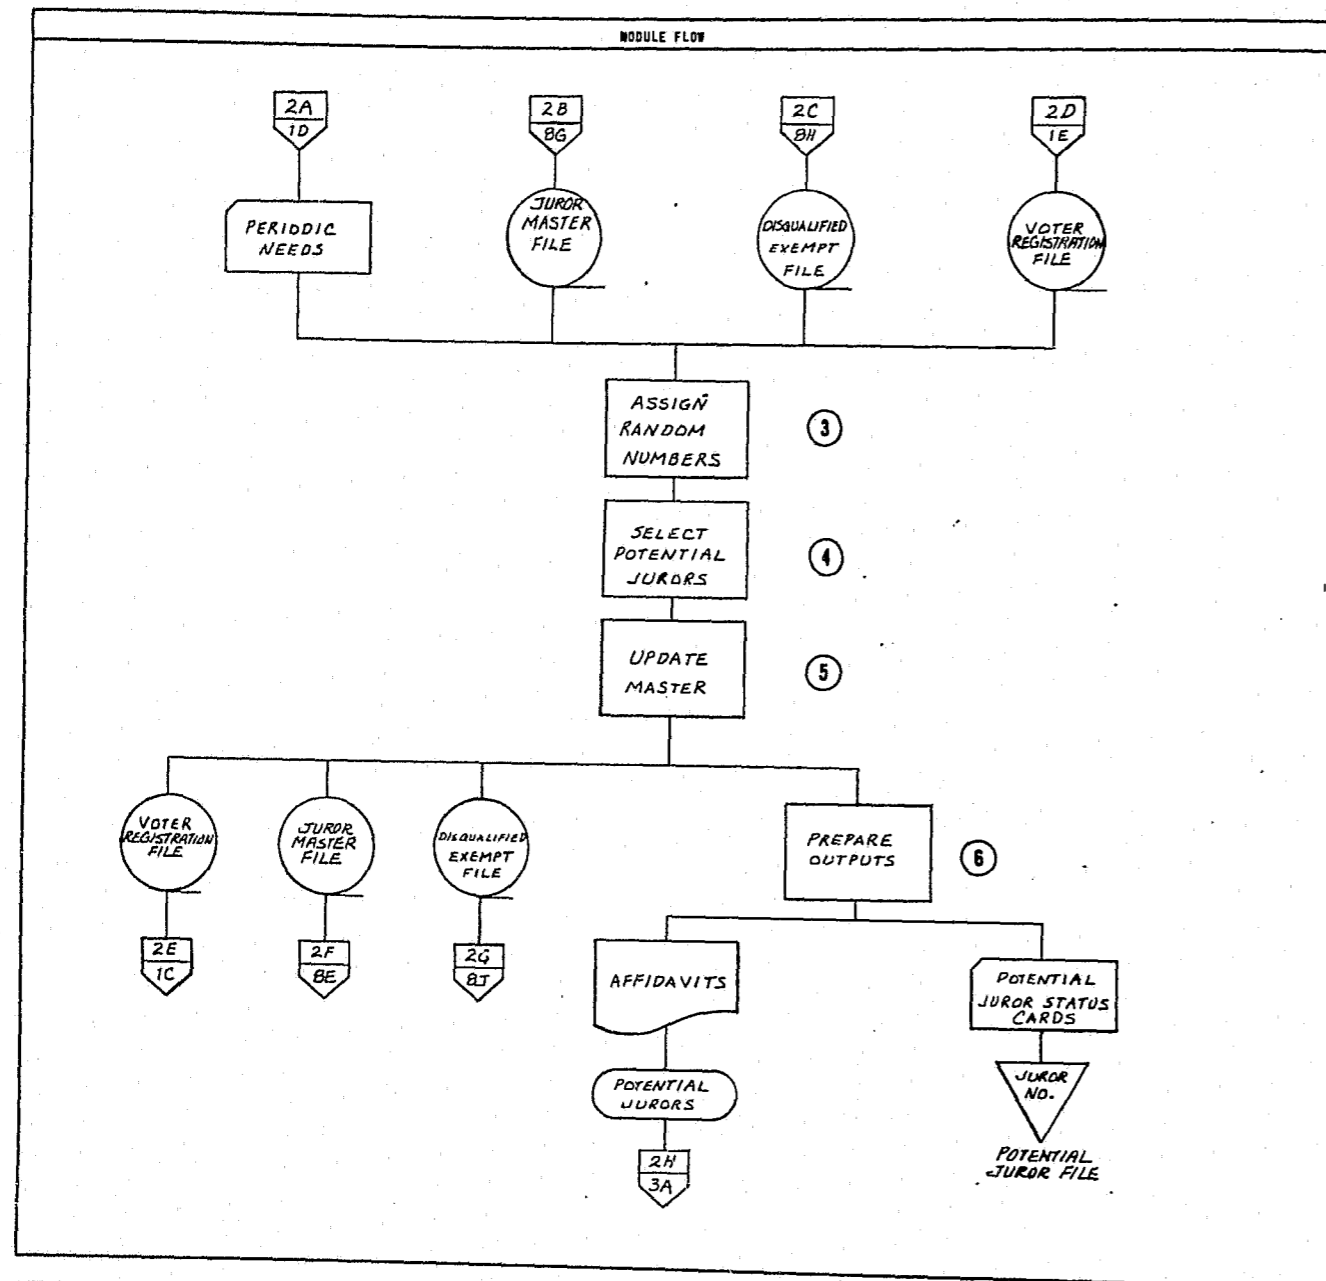 MODULE FLOW
2A
1D
2B
8G
2C
8H
2D
1E
PERIODIC
NEEDS
JUROR
MASTER
FILE
DISQUALIFIED
EXEMPT
FILE
VOTER
REGISTRATION
FILE
ASSIGN
RANDOM
NUMBERS
3
SELECT
POTENTIAL
JURORS
4
UPDATE
MASTER
5
VOTER
REGISTRATION
FILE
JUROR
MASTER
FILE
DISQUALIFIED
EXEMPT
FILE
PREPARE
OUTPUTS
6
2E
1C
2F
8E
2G
8J
AFFIDAVITS
POTENTIAL
JUROR STATUS
CARDS
POTENTIAL
JURORS
JUROR
NO.
2H
3A
POTENTIAL
JUROR FILE